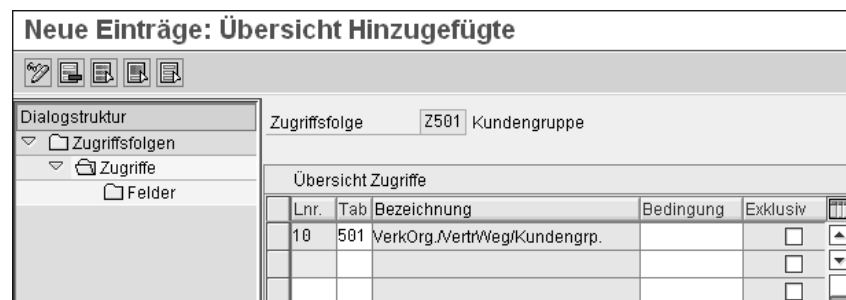 Neue Einträge: Übersicht Hinzugefügte
Dialogstruktur
Zugriffsfolgen
Zugriffe
Felder
Zugriffsfolge Z501 Kundengruppe
Übersicht Zugriffe
Lnr. Tab Bezeichnung Bedingung Exklusiv
10 501 VerkOrg./VertrWeg/Kundengrp.